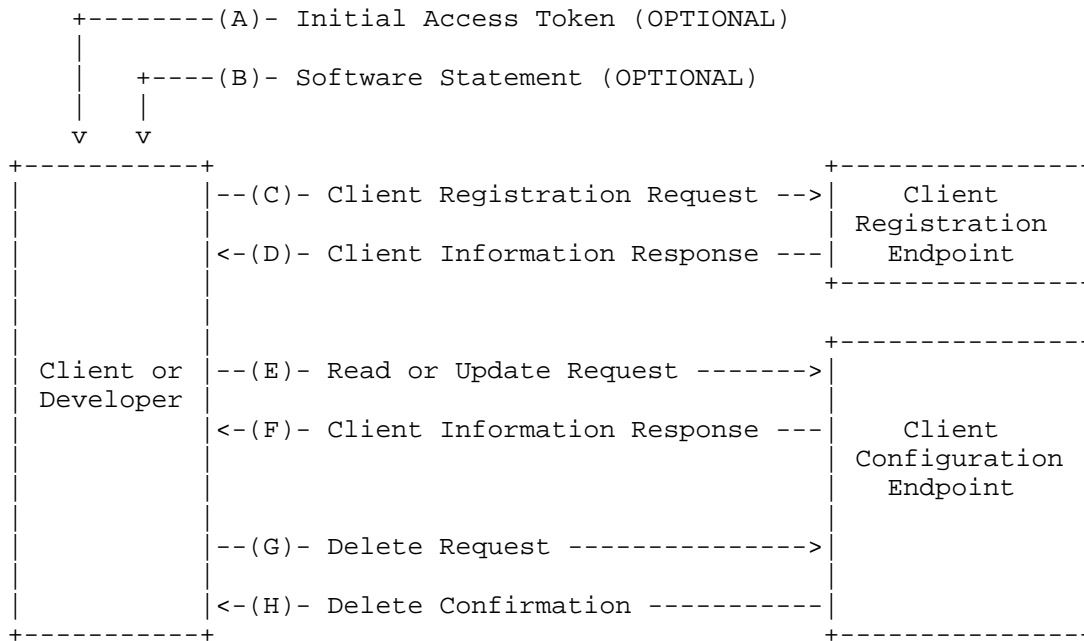 (A)- Initial Access Token (OPTIONAL)
(B)- Software Statement (OPTIONAL)
(C)- Client Registration Request
Client
Registration
(D)- Client Information Response
Endpoint
Client or
(E)- Read or Update Request
Developer
(F)- Client Information Response
Client
Configuration
Endpoint
(G)- Delete Request
(H)- Delete Confirmation